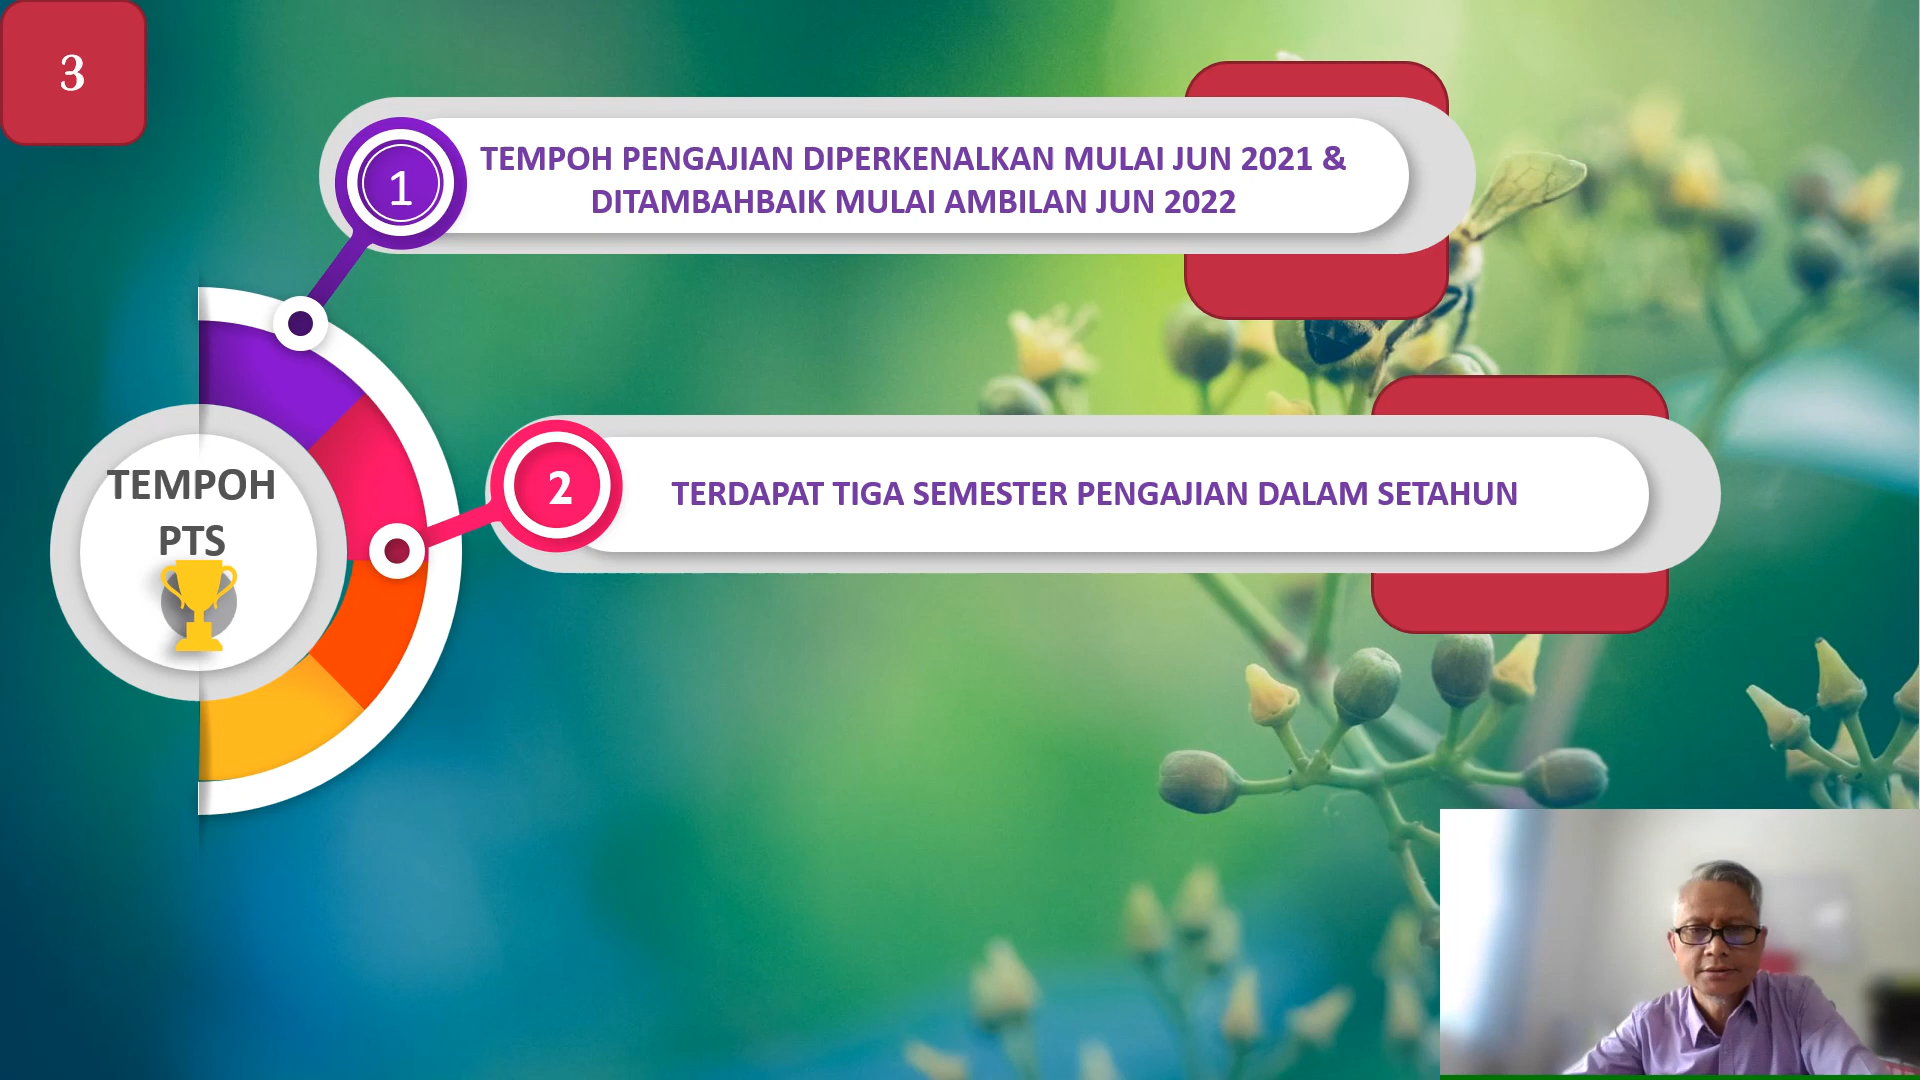 3
1
TEMPOH PENGAJIAN DIPERKENALKAN MULAI JUN 2021 &
DITAMBAHBAIK MULAI AMBILAN JUN 2022
2
TERDAPAT TIGA SEMESTER PENGAJIAN DALAM SETAHUN
TEMPOH
PTS